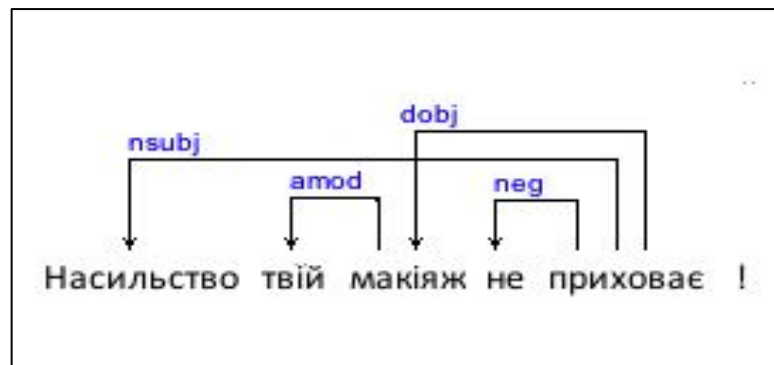 dobj
nsubj
amod neg
Насильство твій макіяж не приховає !